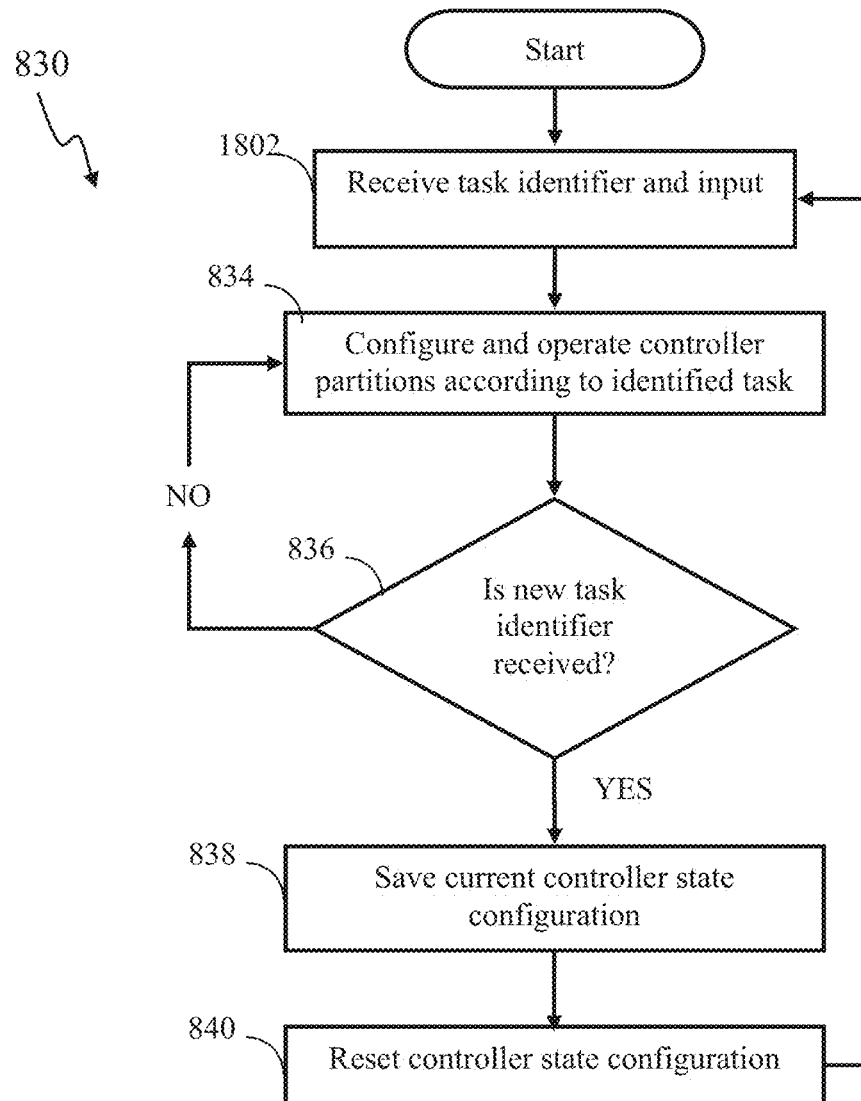 830
Start
1802
Receive task identifier and input
834
Configure and operate controller
partitions according to identified task
NO
836
Is new task
identifier
received?
YES
838
Save current controller state
configuration
840
Reset controller state configuration